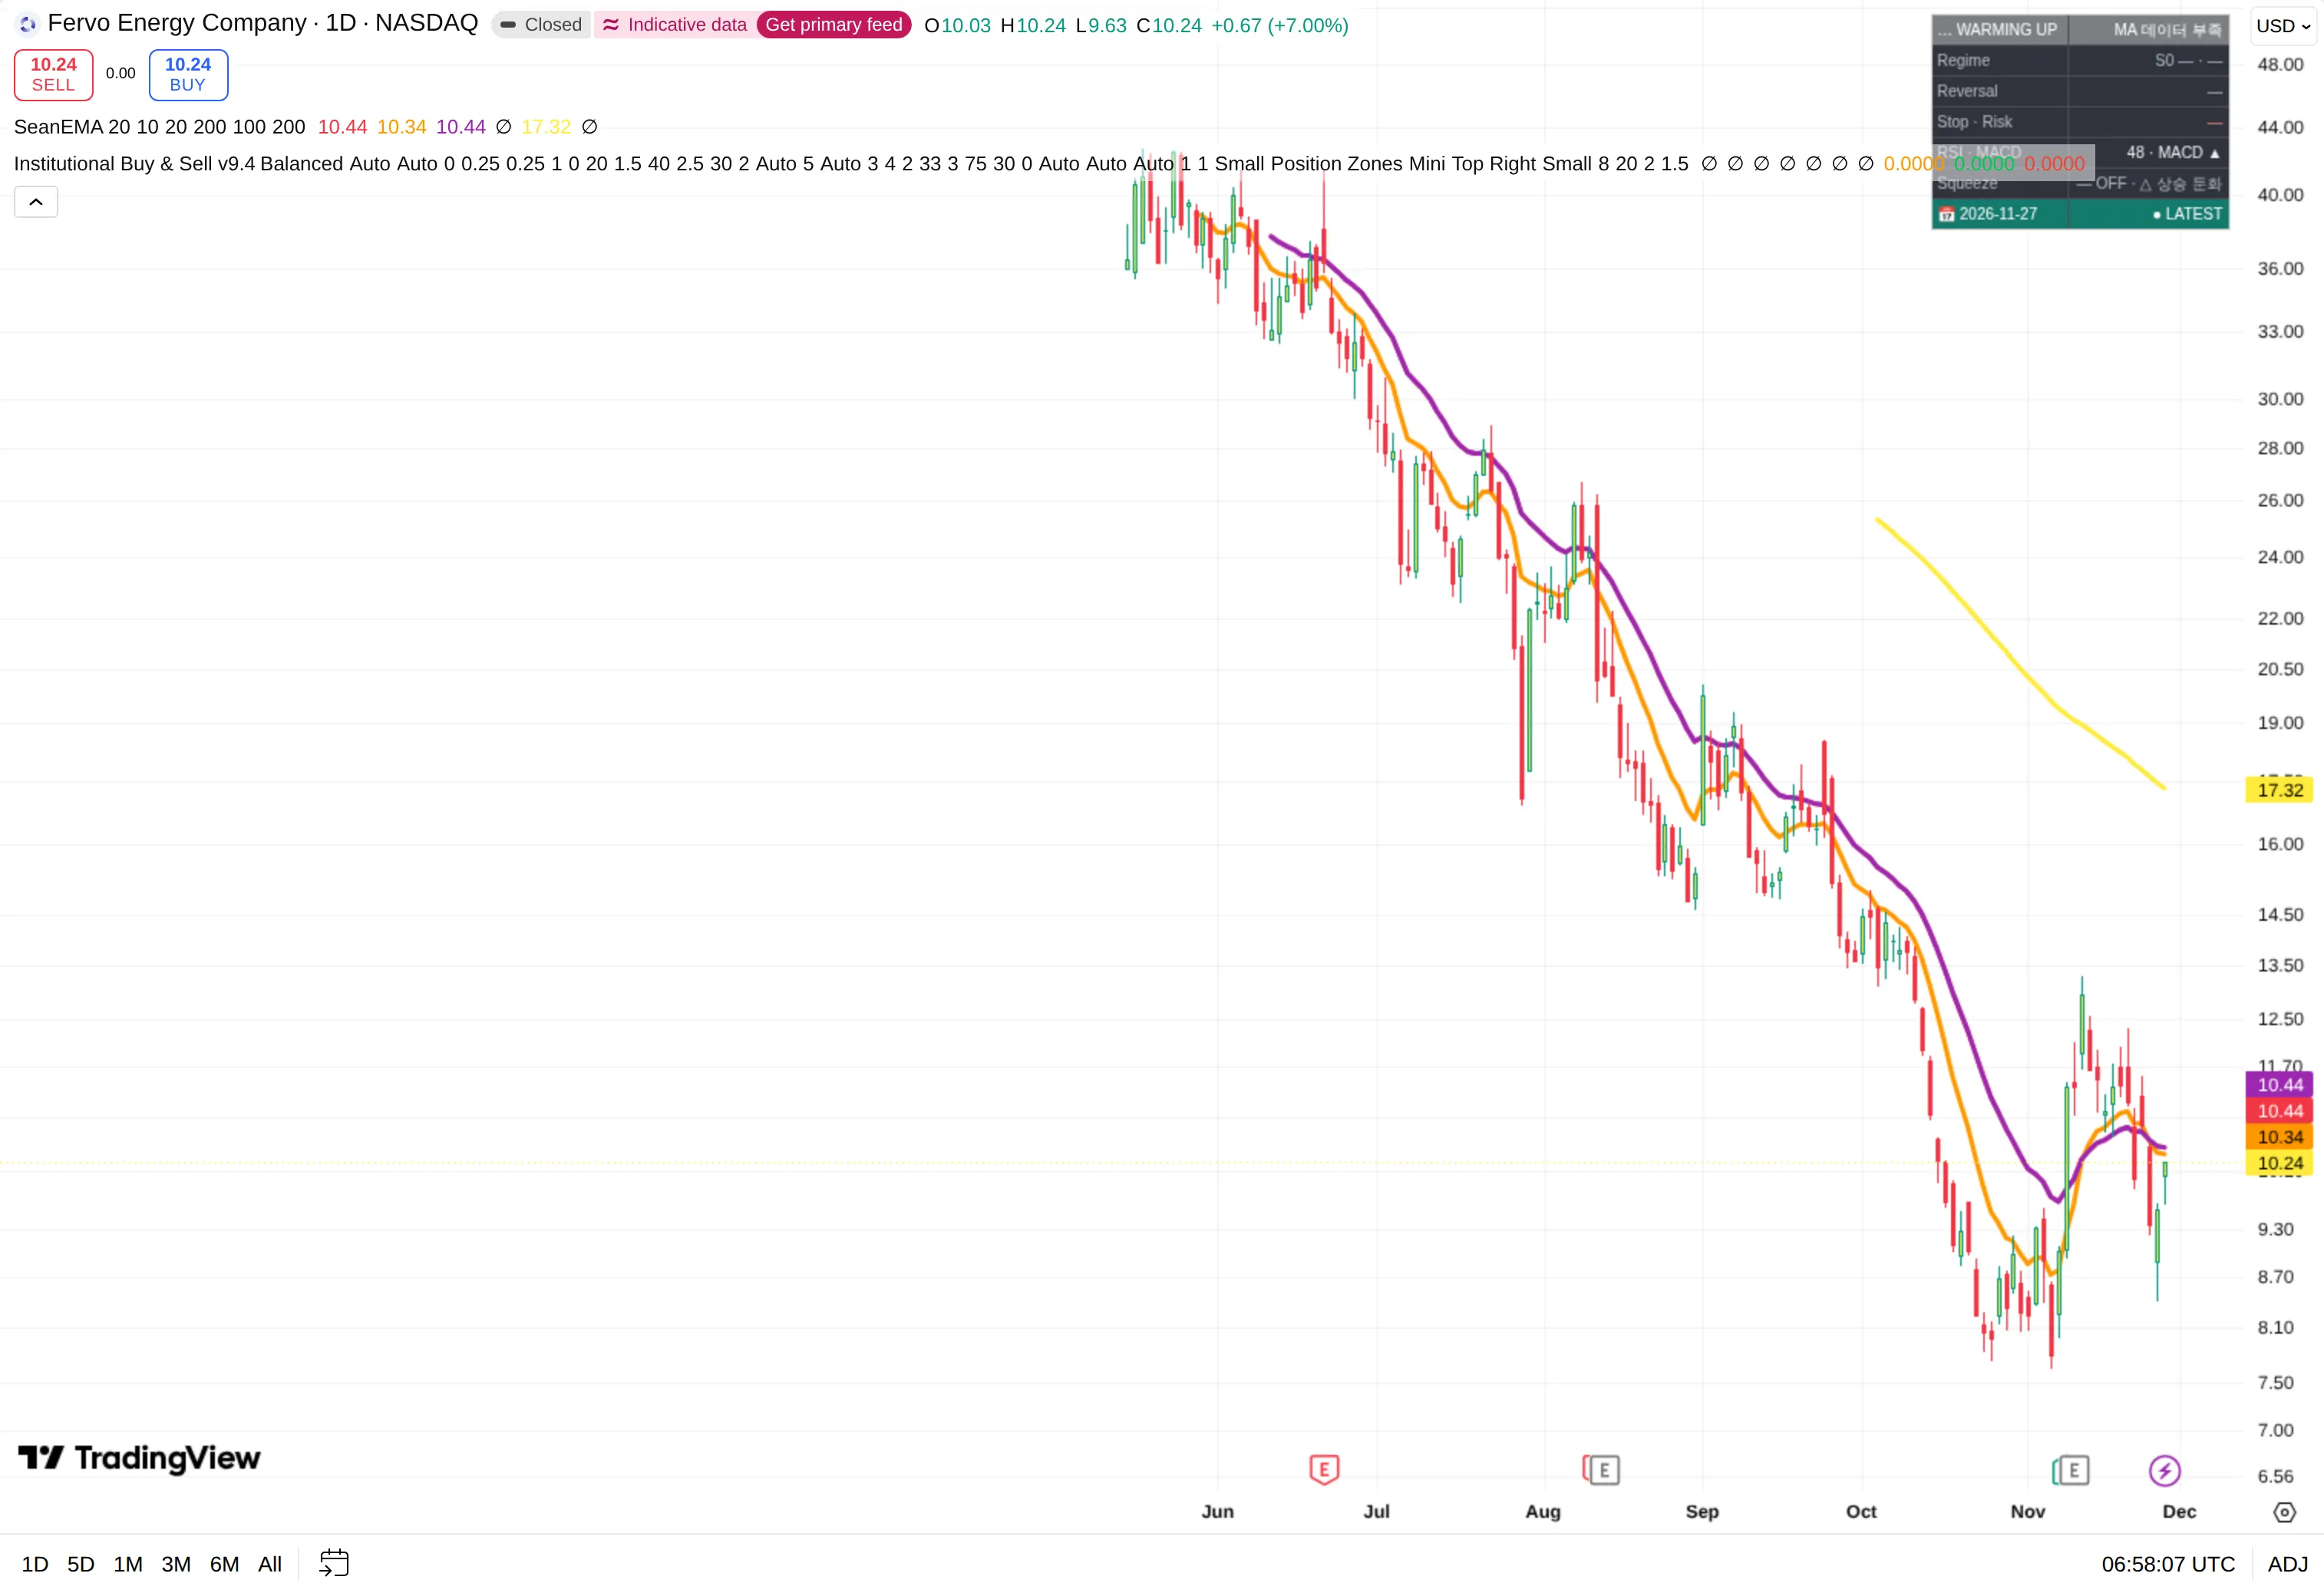 Fervo Energy Company · 1D · NASDAQ Closed Indicative data Get primary feed O10.03 H10.24 L9.63 C10.24 +0.67 (+7.00%)
10.24
SELL
0.00
10.24
BUY
SeanEMA 20 10 20 200 100 200 10.44 10.34 10.44 ∅ 17.32 ∅
Institutional Buy & Sell v9.4 Balanced Auto Auto 0 0.25 0.25 1 0 20 1.5 40 2.5 30 2 Auto 5 Auto 3 4 2 33 3 75 30 0 Auto Auto Auto 1 1 Small Position Zones Mini Top Right Small 8 20 2 1.5 ∅ ∅ ∅ ∅ ∅ ∅ ∅ 0.0000 0.0000 0.0000
... WARMING UP MA 데이터 부족
Regime S0 — · —
Reversal —
Stop · Risk —
RSI · MACD 48 · MACD ▲
Squeeze — OFF · △ 상승 둔화
📅 2026-11-27 ● LATEST
USD
48.00
44.00
40.00
36.00
33.00
30.00
28.00
26.00
24.00
22.00
20.50
19.00
17.32
16.00
14.50
13.50
12.50
11.70
10.44
10.44
10.34
10.24
9.30
8.70
8.10
7.50
7.00
6.56
TradingView
E
E
E
Jun Jul Aug Sep Oct Nov Dec
1D 5D 1M 3M 6M All
06:58:07 UTC ADJ